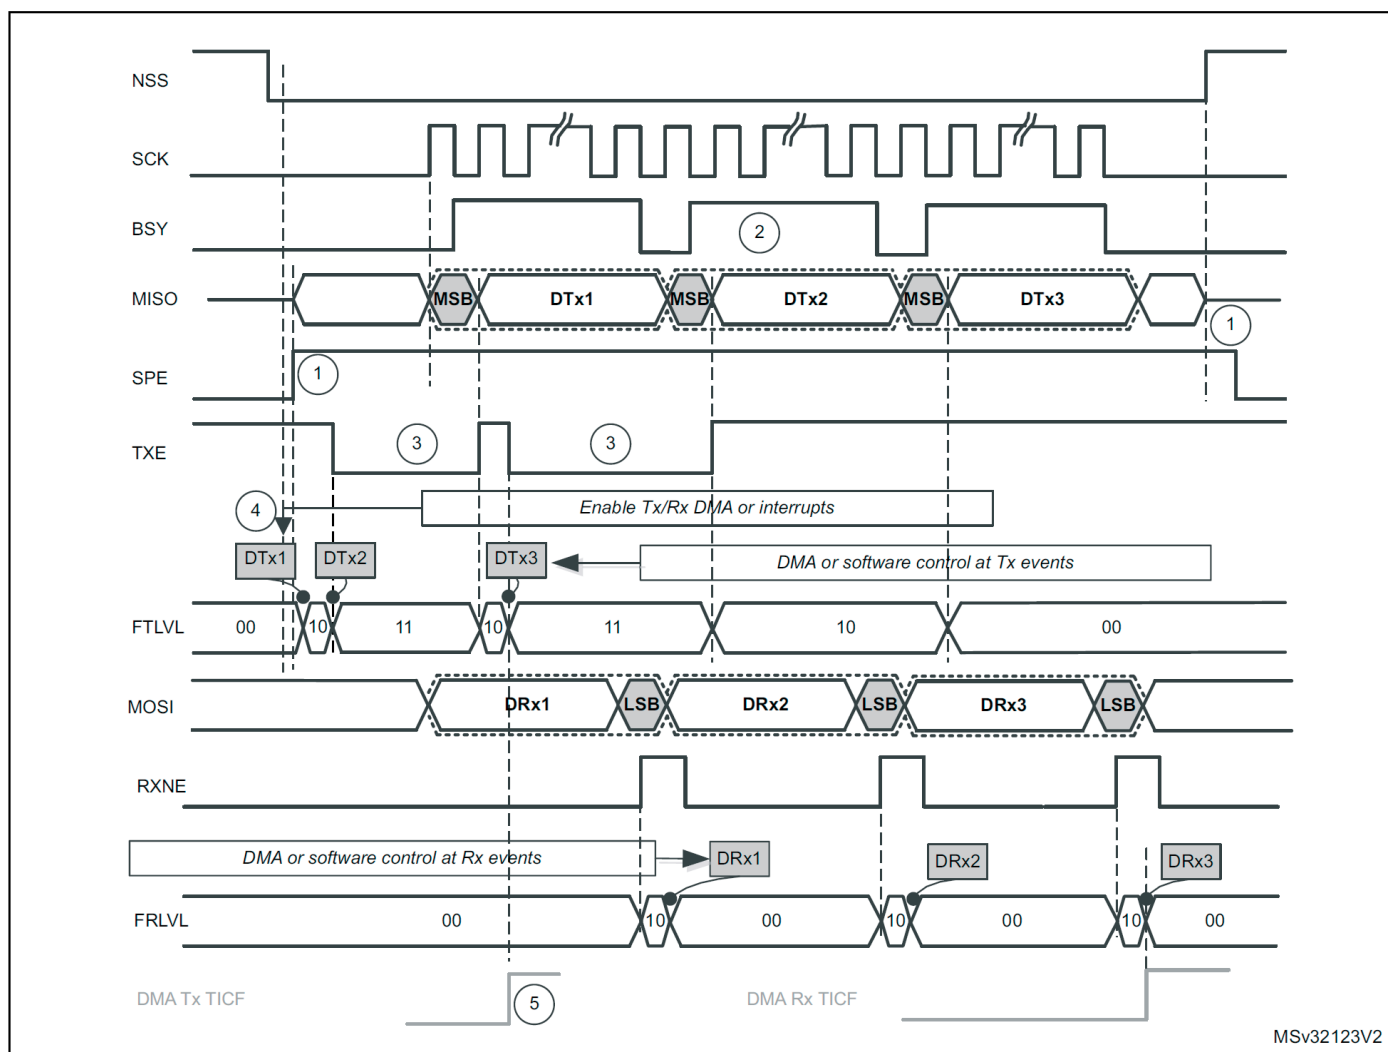 NSS
SCK
BSY
2
MISO
MSB
DTx1
MSB
DTx2
MSB
DTx3
1
SPE
1
TXE
3
3
4
Enable Tx/Rx DMA or interrupts
DTx1
DTx2
DTx3
DMA or software control at Tx events
FTLVL
00
10
11
10
11
10
00
MOSI
DRx1
LSB
DRx2
LSB
DRx3
LSB
RXNE
DMA or software control at Rx events
DRx1
DRx2
DRx3
FRLVL
00
10
00
10
00
10
00
DMA Tx TICF
5
DMA Rx TICF
MSv32123V2